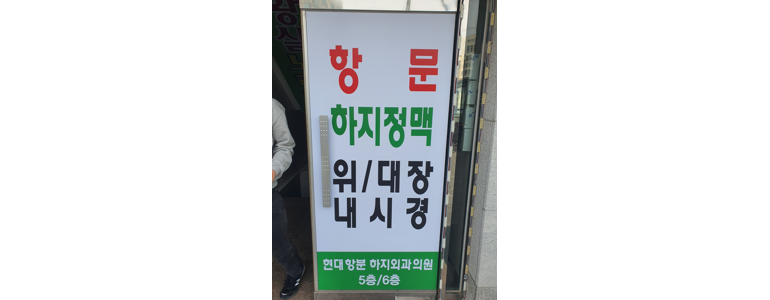 항 문
하지정맥
위/대장
내시경
현대항문 하지외과의원
5층/6층